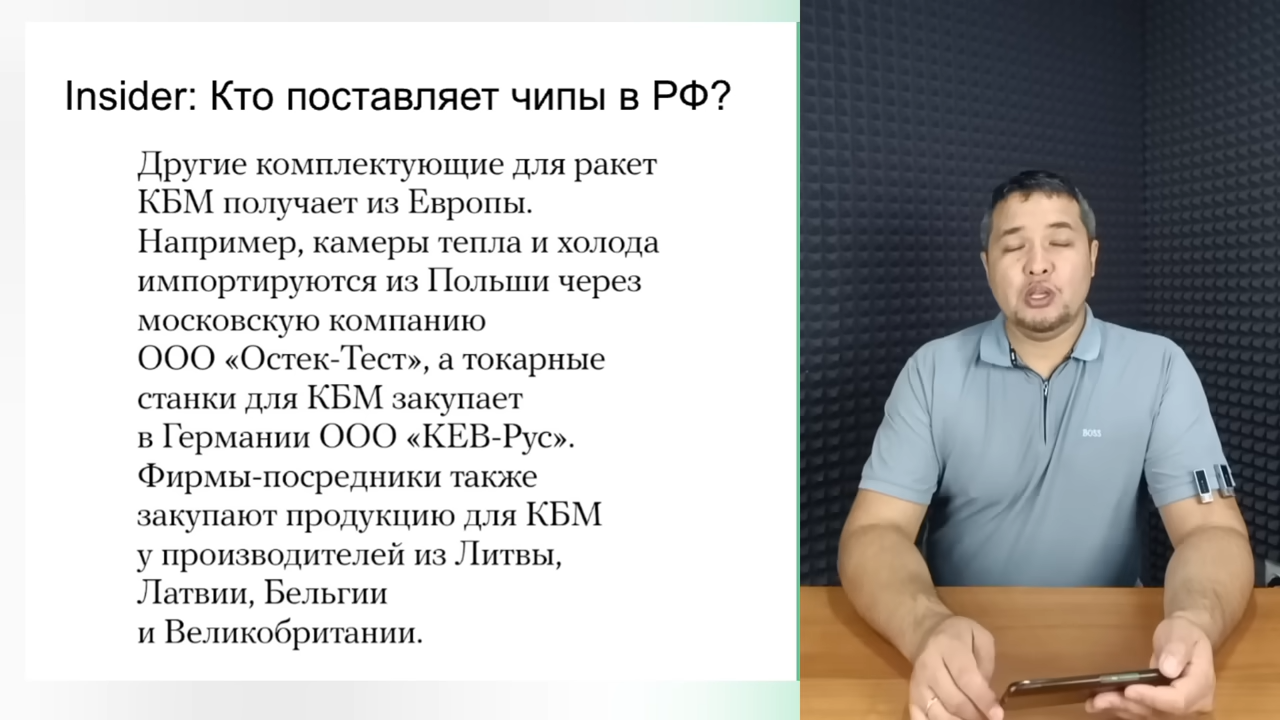 Insider: Кто поставляет чипы в РФ?
Другие комплектующие для ракет
КБМ получает из Европы.
Например, камеры тепла и холода
импортируются из Польши через
московскую компанию
ООО «Остек-Тест», а токарные
станки для КБМ закупает
в Германии ООО «КЕВ-Рус».
Фирмы-посредники также
закупают продукцию для КБМ
у производителей из Литвы,
Латвии, Бельгии
и Великобритании.
BOSS